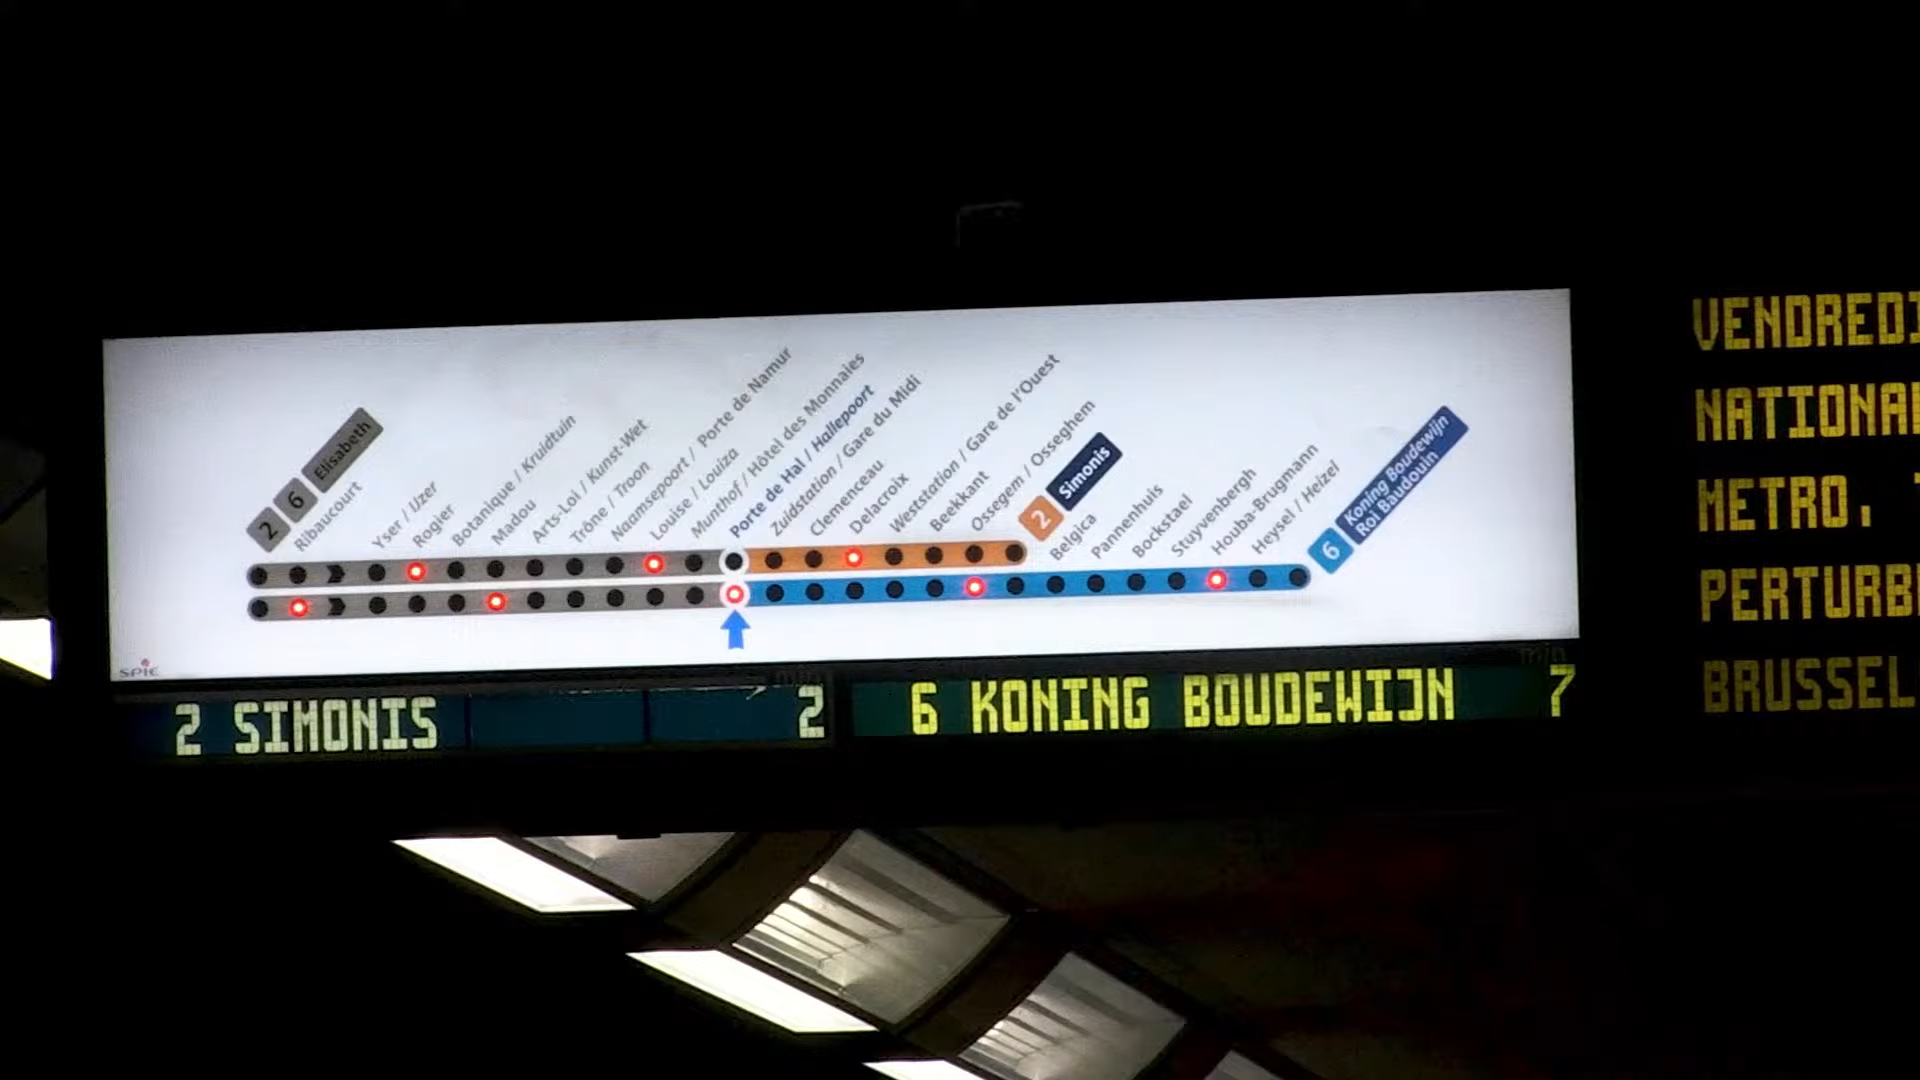 2 6 Elisabeth
Ribaucourt
Yser / IJzer
Rogier
Botanique / Kruidtuin
Madou
Arts-Loi / Kunst-Wet
Trône / Troon
Naamsepoort / Porte de Namur
Louise / Louiza
Munthof / Hôtel des Monnaies
Porte de Hal / Hallepoort
Zuidstation / Gare du Midi
Clemenceau
Delacroix
Weststation / Gare de l'Ouest
Beekkant
Ossegem / Osseghem
2 Simonis
Belgica
Pannenhuis
Bockstael
Stuyvenbergh
Houba-Brugmann
Heysel / Heizel
6 Koning Boudewijn
Roi Baudouin
SPIE
min
min
2 SIMONIS 2
6 KONING BOUDEWIJN 7
VENDREDI
NATIONA
METRO,
PERTURB
BRUSSEL